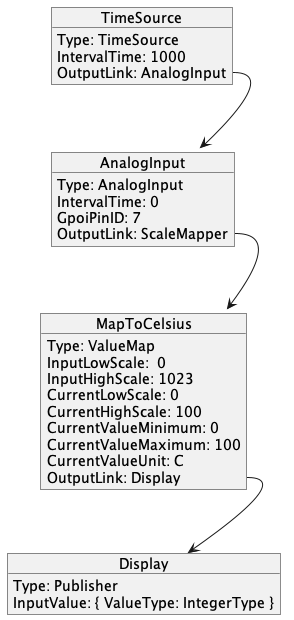 TimeSource
Type: TimeSource
IntervalTime: 1000
OutputLink: AnalogInput
AnalogInput
Type: AnalogInput
IntervalTime: 0
GpoiPinID: 7
OutputLink: ScaleMapper
MapToCelsius
Type: ValueMap
InputLowScale:  0
InputHighScale: 1023
CurrentLowScale: 0
CurrentHighScale: 100
CurrentValueMinimum: 0
CurrentValueMaximum: 100
CurrentValueUnit: C
OutputLink: Display
Display
Type: Publisher
InputValue: { ValueType: IntegerType }